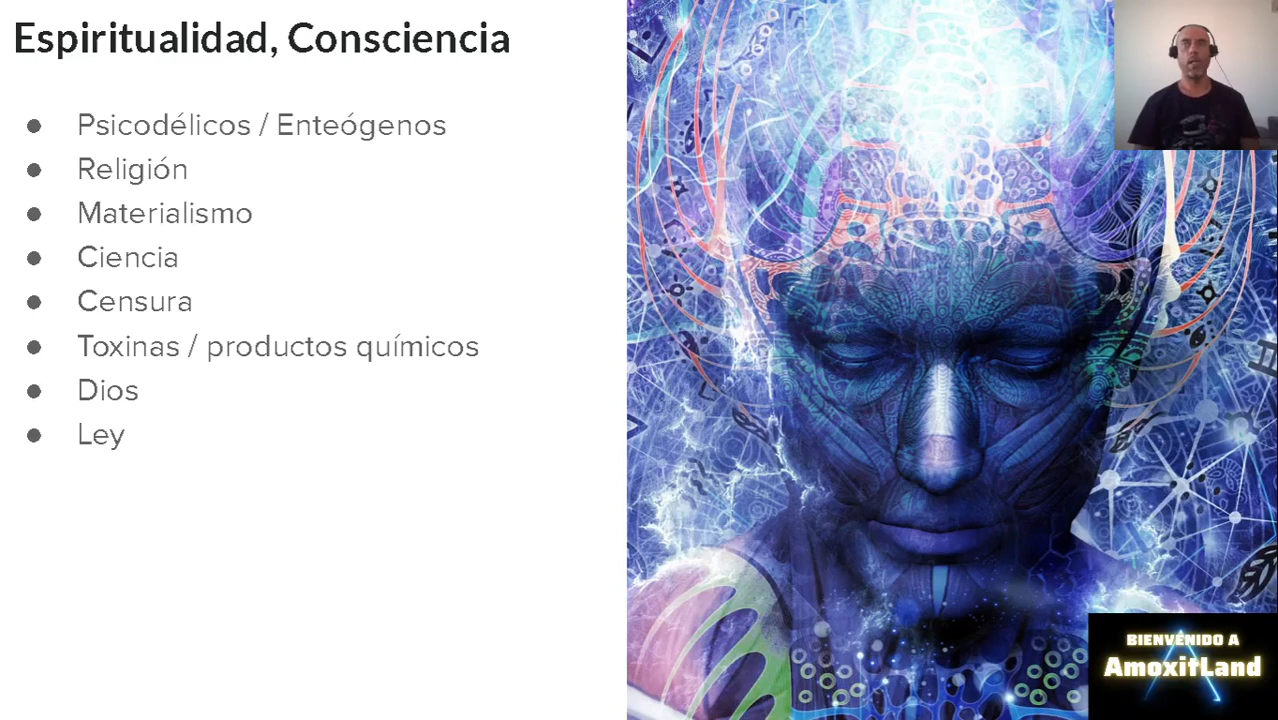 Espiritualidad, Consciencia
Psicodélicos / Enteógenos
Religión
Materialismo
Ciencia
Censura
Toxinas / productos químicos
Dios
Ley
BIENVENIDO A
AmoxitLand